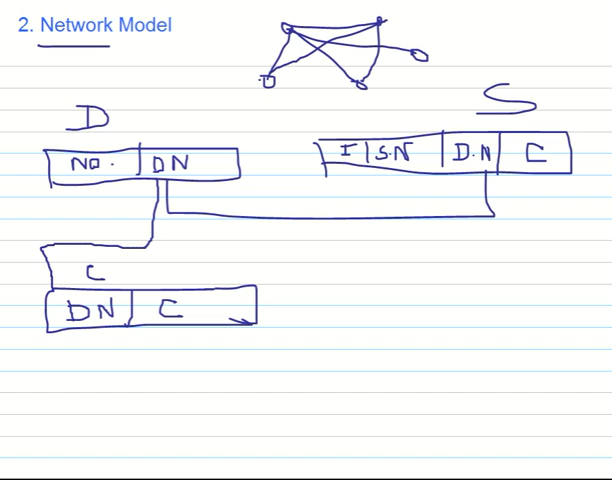 2. Network Model
D
S
NO. DN
I S.N D.N C
C
DN C